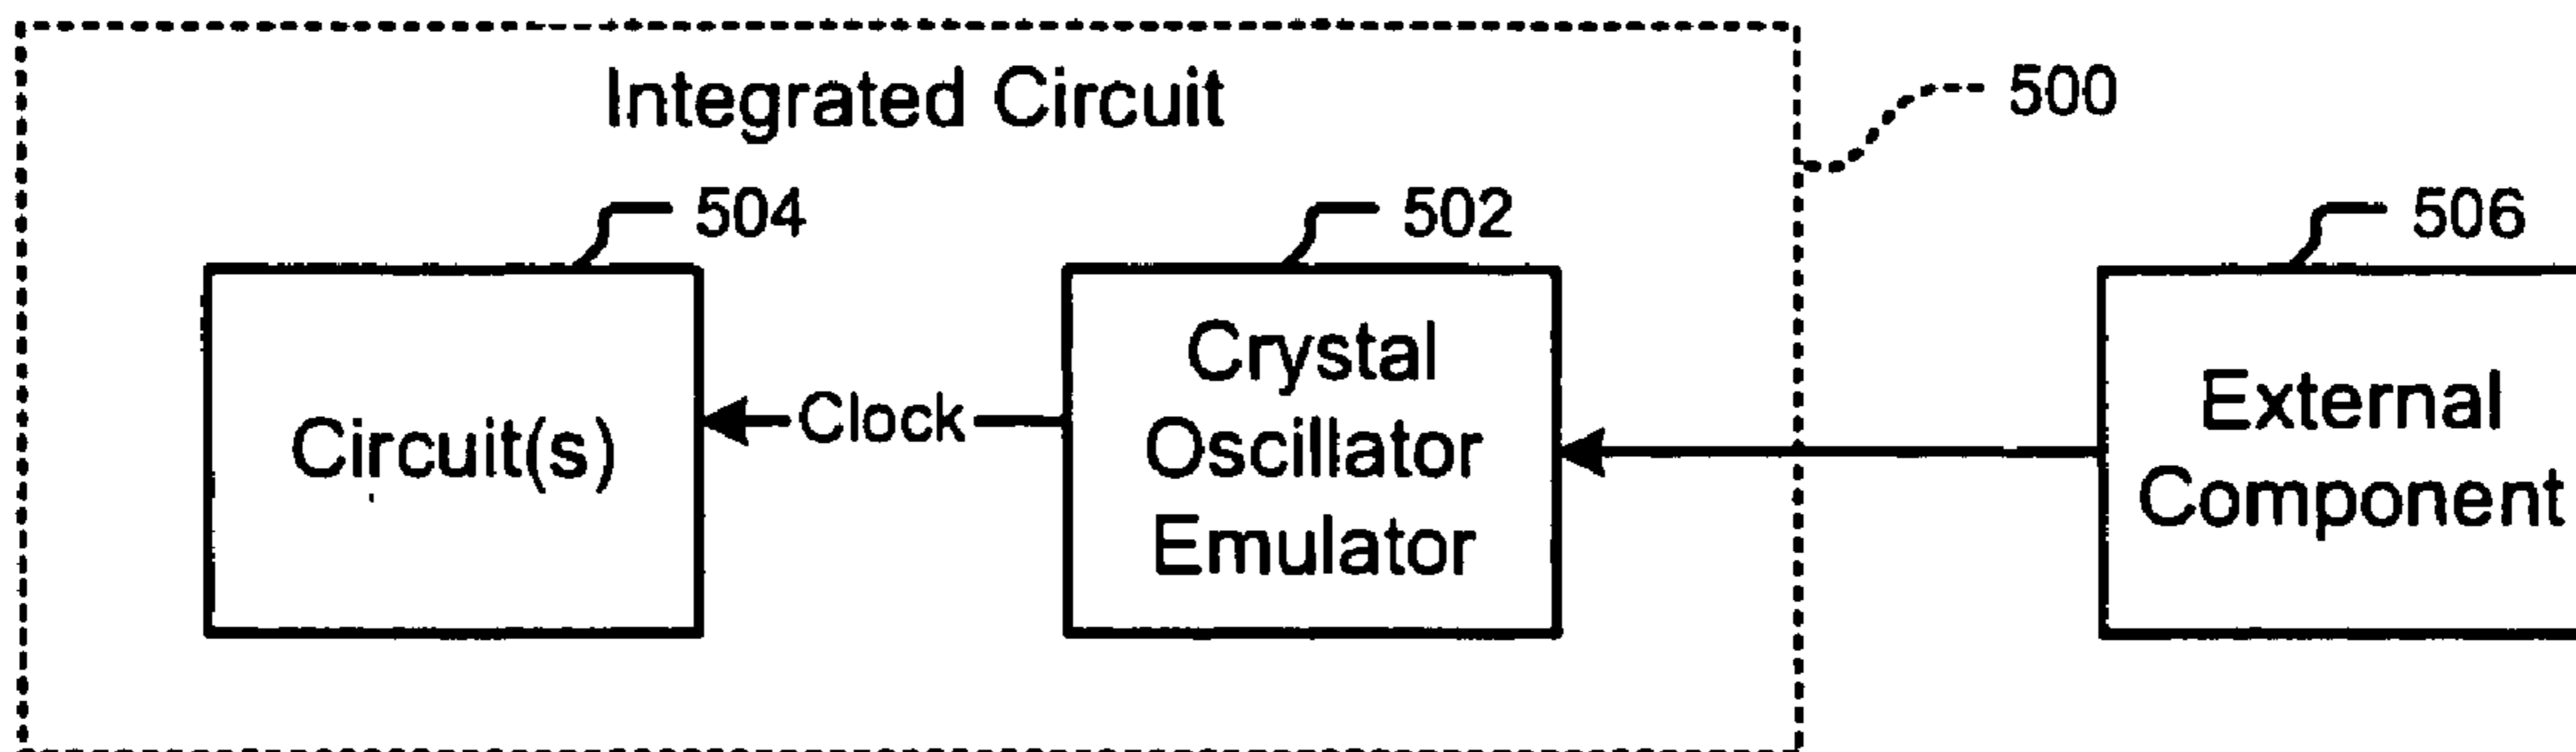 Integrated Circuit
500
504
502
506
Circuit(s)
Clock
Crystal
Oscillator
Emulator
External
Component